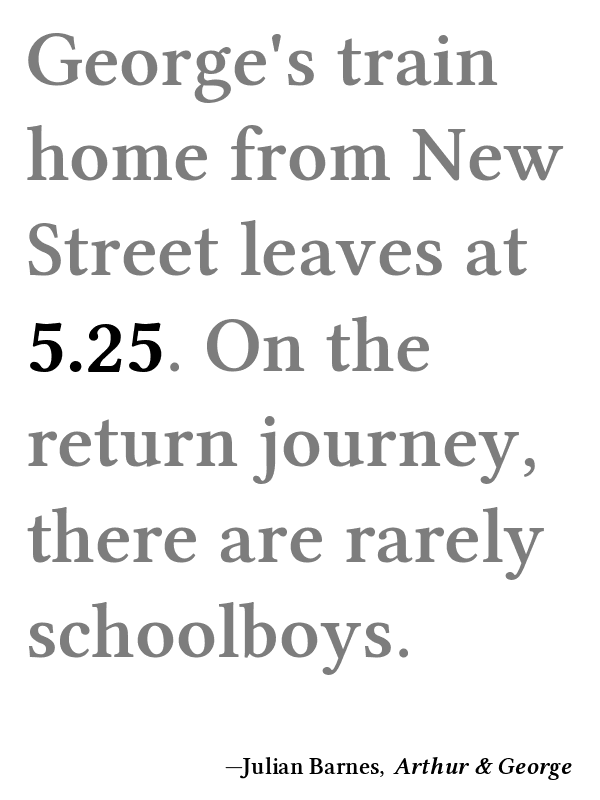 George's train
home from New
Street leaves at
5.25. On the
return journey,
there are rarely
schoolboys.
—Julian Barnes, Arthur & George